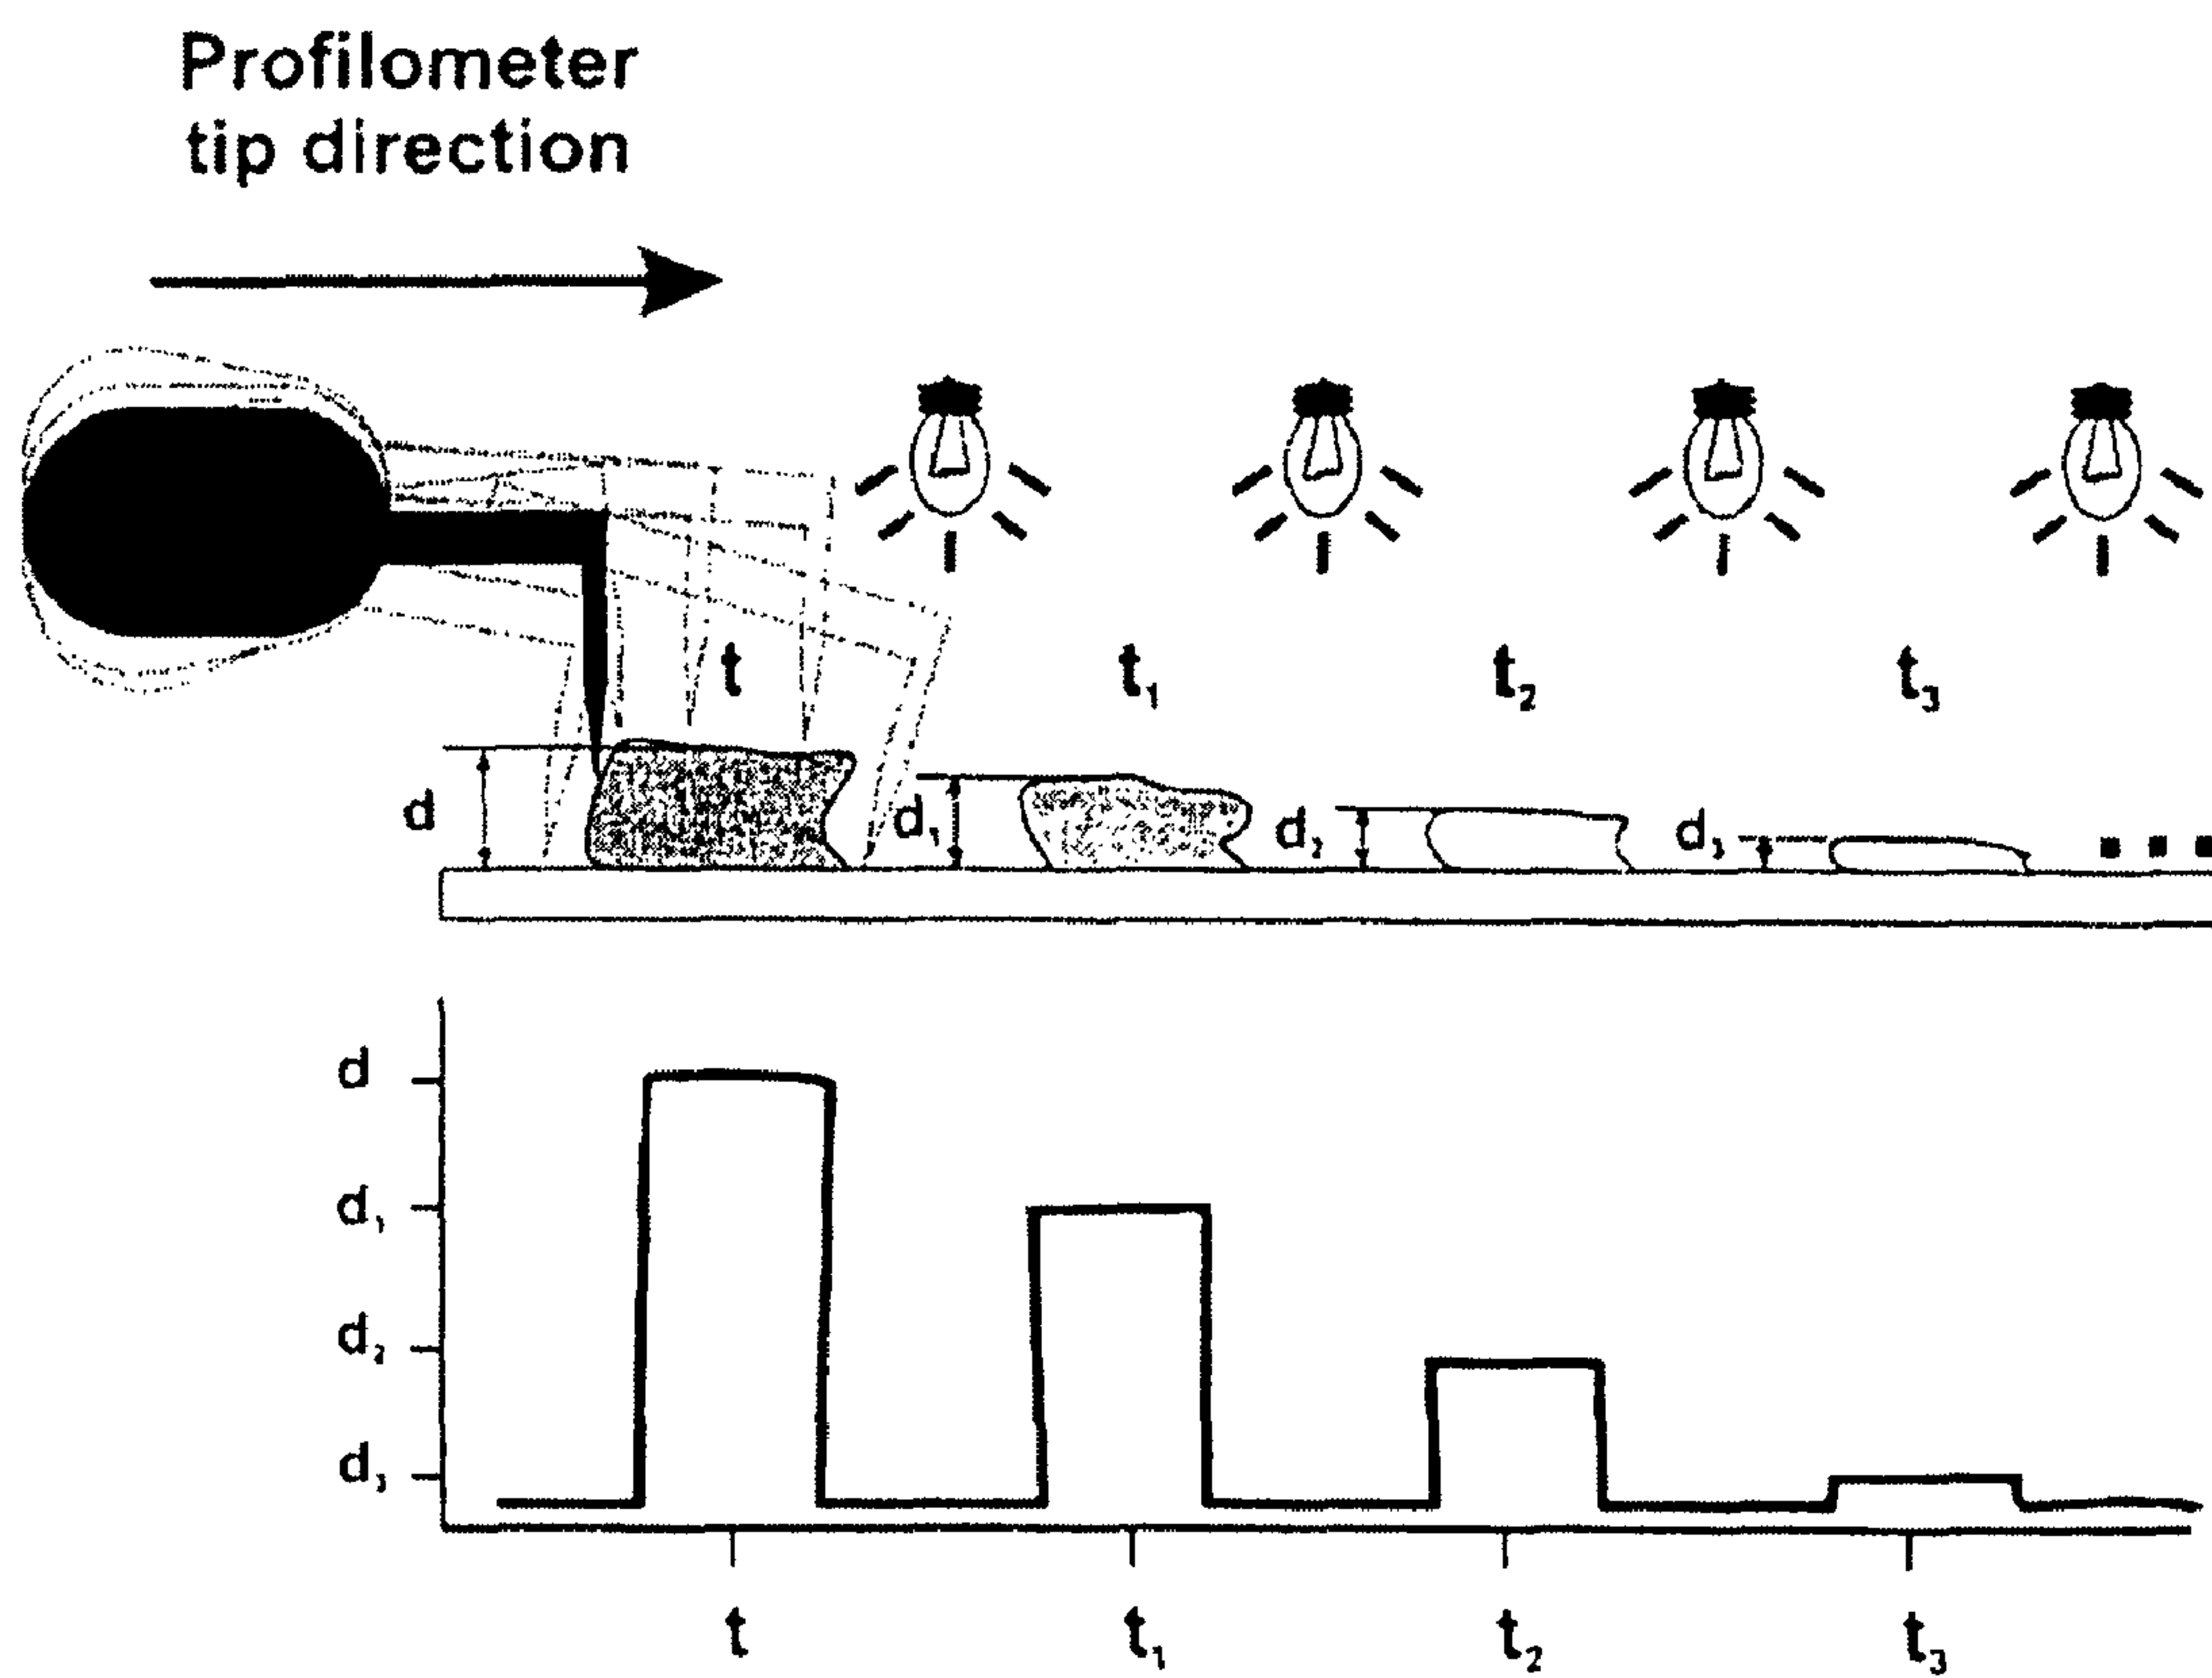 Profilometer
tip direction
t
t₁
t₂
t₃
d
d₁
d₂
d₃
d
d₁
d₂
d₃
t
t₁
t₂
t₃